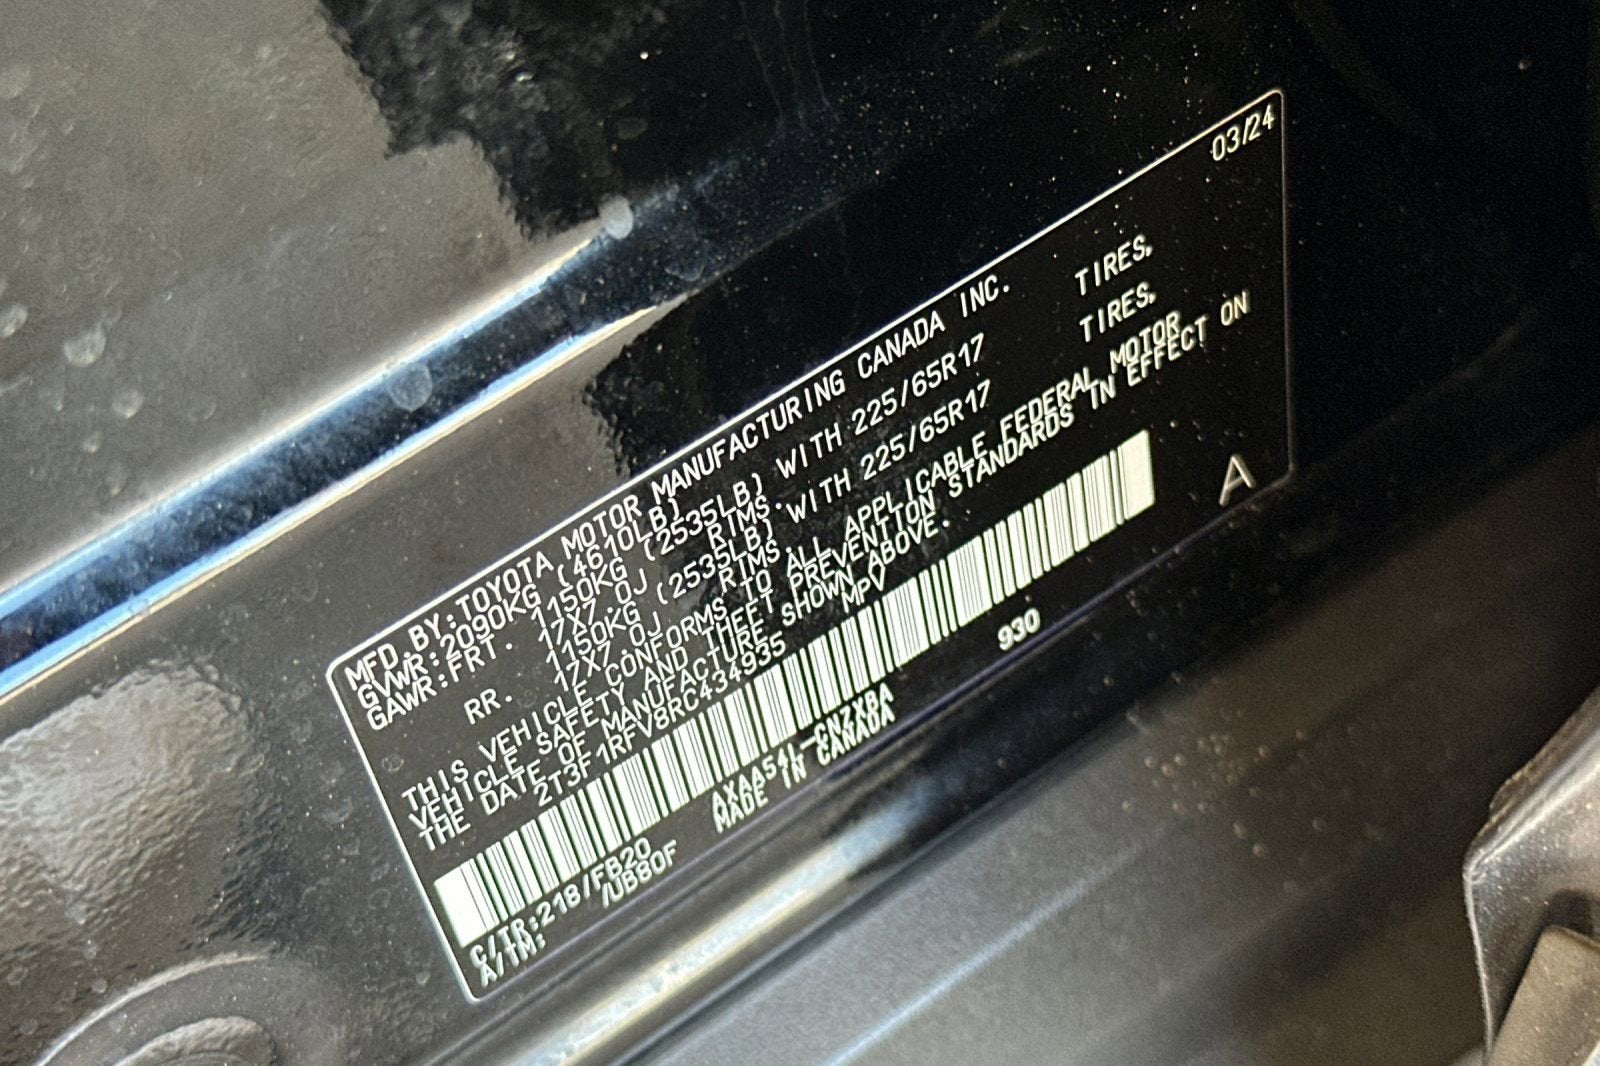 03/24
MFD.BY:TOYOTA MOTOR MANUFACTURING CANADA INC.
GVWR:2090KG (4610LB)
GAWR:FRT. 1150KG (2535LB) WITH 225/65R17 TIRES,
17X7.0J RIMS.
RR. 1150KG (2535LB) WITH 225/65R17 TIRES,
17X7.0J RIMS.
THIS VEHICLE CONFORMS TO ALL APPLICABLE FEDERAL MOTOR
VEHICLE SAFETY AND THEFT PREVENTION STANDARDS IN EFFECT ON
THE DATE OF MANUFACTURE SHOWN ABOVE.
2T3F1RFV8RC434935 MPV
A
C/TR:218/FB20 AXAA54L-CNZXBA 930
A/TM: /UB80F MADE IN CANADA